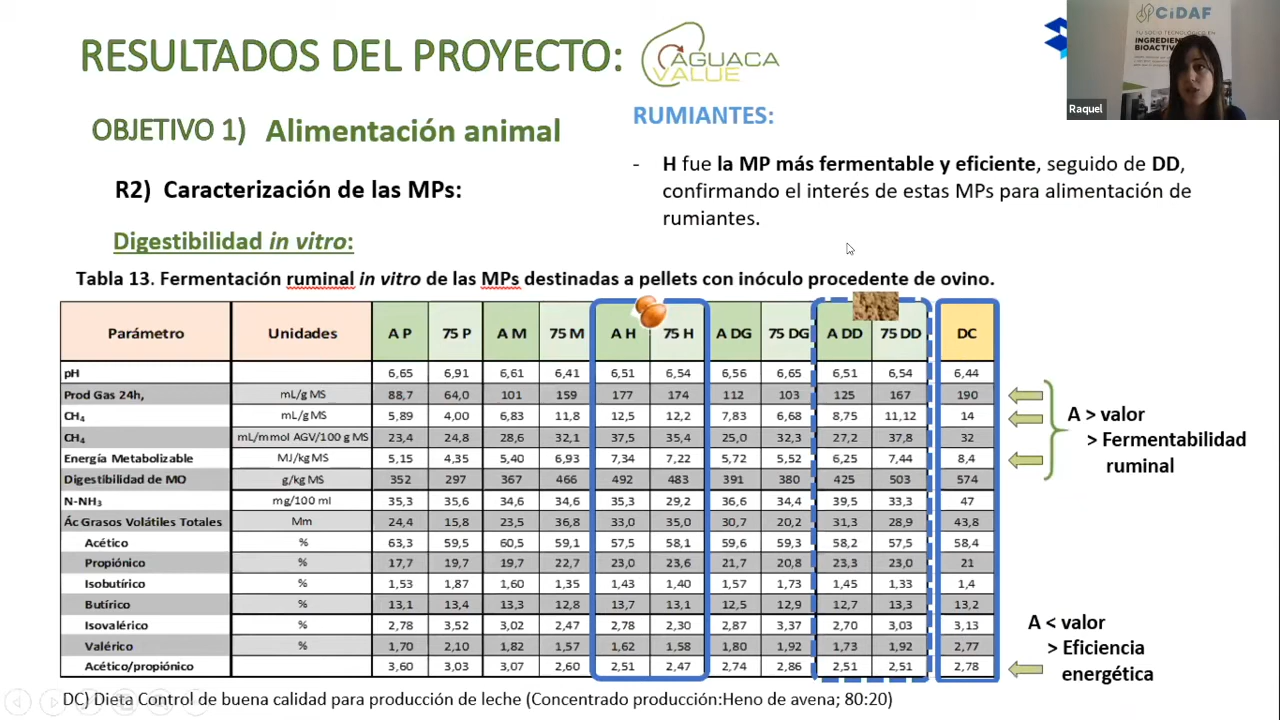 RESULTADOS DEL PROYECTO:
AGUACA
VALUE
CiDAF
TU SOCIO TECNOLÓGICO EN
INGREDIENTES
BIOACTIV
Raquel
OBJETIVO 1) Alimentación animal
RUMIANTES:
R2) Caracterización de las MPs:
- H fue la MP más fermentable y eficiente, seguido de DD,
confirmando el interés de estas MPs para alimentación de
rumiantes.
Digestibilidad in vitro:
Tabla 13. Fermentación ruminal in vitro de las MPs destinadas a pellets con inóculo procedente de ovino.
Parámetro Unidades A P 75 P A M 75 M A H 75 H A DG 75 DG A DD 75 DD DC
pH 6,65 6,91 6,61 6,41 6,51 6,54 6,56 6,65 6,51 6,54 6,44
Prod Gas 24h, mL/g MS 88,7 64,0 101 159 177 174 112 103 125 167 190
CH₄ mL/g MS 5,89 4,00 6,83 11,8 12,5 12,2 7,83 6,68 8,75 11,12 14
CH₄ mL/mmol AGV/100 g MS 23,4 24,8 28,6 32,1 37,5 35,4 25,0 32,3 27,2 37,8 32
Energía Metabolizable MJ/kg MS 5,15 4,35 5,40 6,93 7,34 7,22 5,72 5,52 6,25 7,44 8,4
Digestibilidad de MO g/kg MS 352 297 367 466 492 483 391 380 425 503 574
N-NH₃ mg/100 ml 35,3 35,6 34,6 34,6 35,3 29,2 36,6 34,4 39,5 33,3 47
Ác Grasos Volátiles Totales Mm 24,4 15,8 23,5 36,8 33,0 35,0 30,7 20,2 31,3 28,9 43,8
Acético % 63,3 59,5 60,5 59,1 57,5 58,1 59,6 59,3 58,2 57,5 58,4
Propiónico % 17,7 19,7 19,7 22,7 23,0 23,6 21,7 20,8 23,3 23,0 21
Isobutírico % 1,53 1,87 1,60 1,35 1,43 1,40 1,57 1,73 1,45 1,33 1,4
Butírico % 13,1 13,4 13,3 12,8 13,7 13,1 12,5 12,9 12,7 13,3 13,2
Isovalérico % 2,78 3,52 3,02 2,47 2,78 2,30 2,87 3,37 2,70 3,03 3,13
Valérico % 1,70 2,10 1,82 1,57 1,62 1,58 1,80 1,92 1,73 1,92 2,77
Acético/propiónico 3,60 3,03 3,07 2,60 2,51 2,47 2,74 2,86 2,51 2,51 2,78
A > valor
> Fermentabilidad
ruminal
A < valor
> Eficiencia
energética
DC) Dieta Control de buena calidad para producción de leche (Concentrado producción:Heno de avena; 80:20)